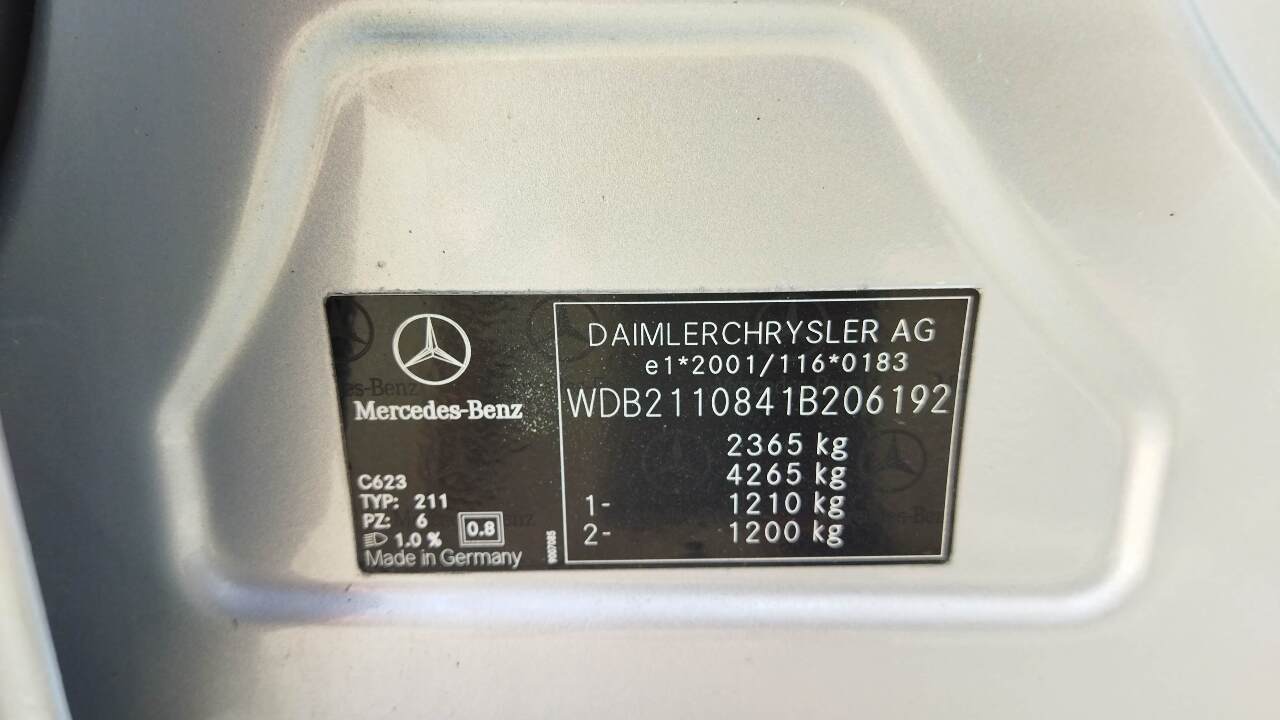 Mercedes-Benz
C623
TYP: 211
PZ: 6
1.0 %
0.8
Made in Germany
9007085
DAIMLERCHRYSLER AG
e1*2001/116*0183
WDB2110841B206192
2365 kg
4265 kg
1- 1210 kg
2- 1200 kg